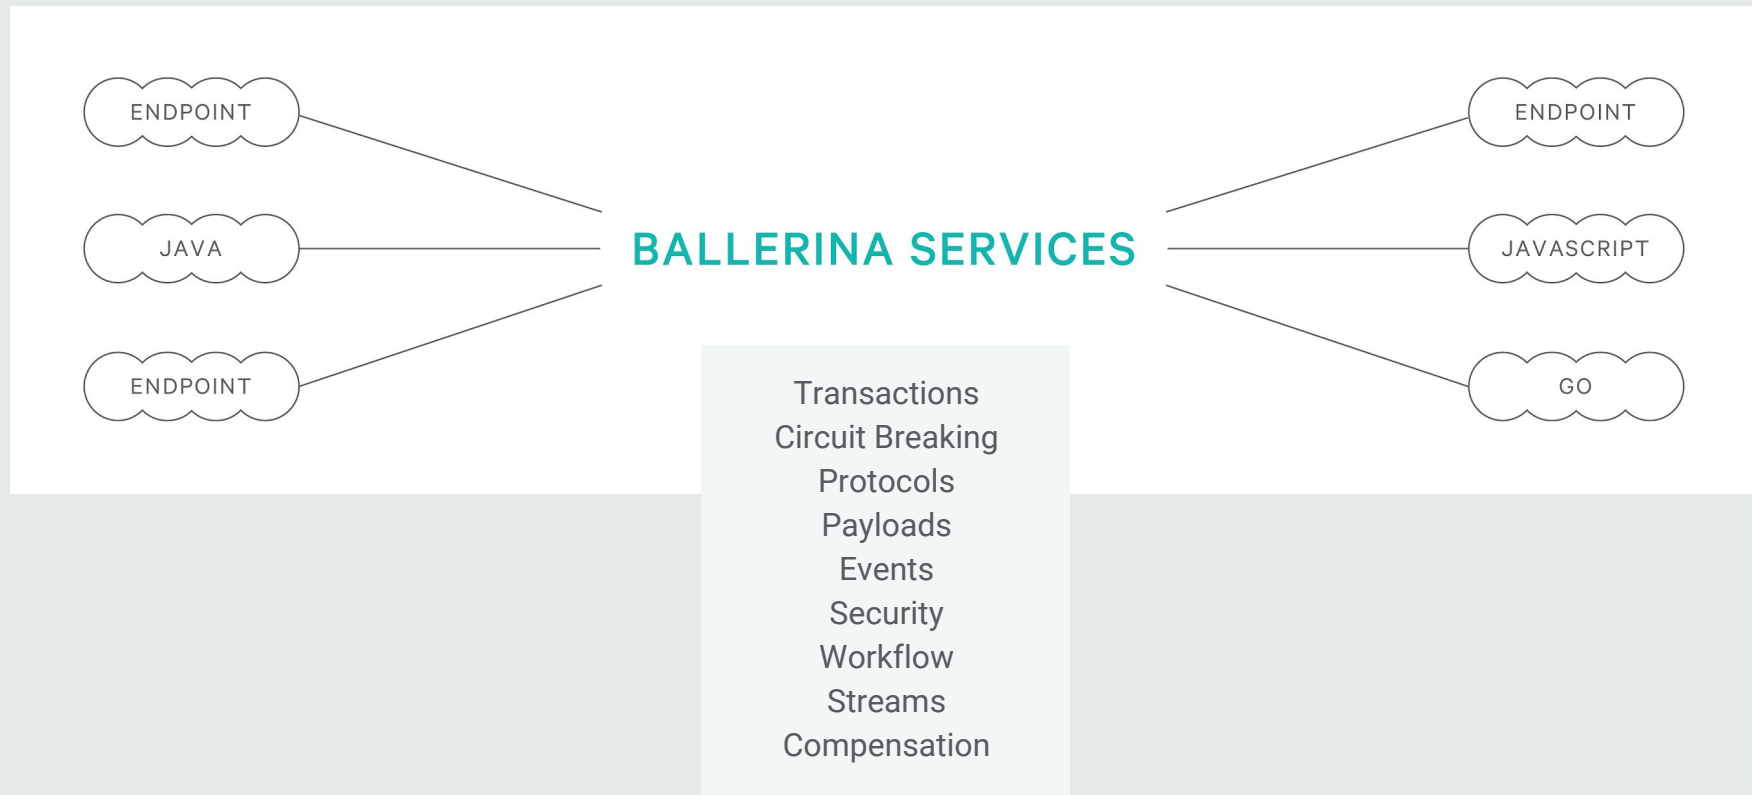 ENDPOINT
JAVA
ENDPOINT
BALLERINA SERVICES
ENDPOINT
JAVASCRIPT
GO
Transactions
Circuit Breaking
Protocols
Payloads
Events
Security
Workflow
Streams
Compensation